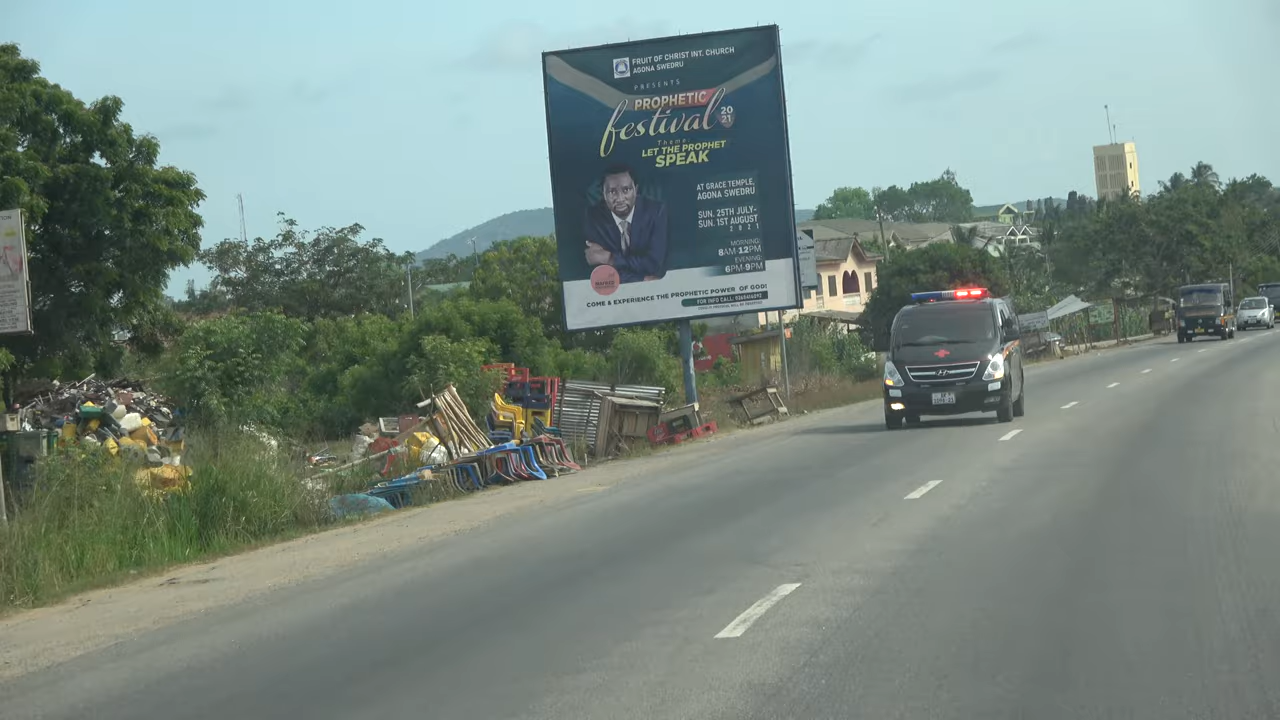 FRUIT OF CHRIST INT. CHURCH
AGONA SWEDRU
PRESENTS
PROPHETIC
festival
20
21
Theme:
LET THE PROPHET
SPEAK
AT GRACE TEMPLE,
AGONA SWEDRU
SUN. 25TH JULY-
SUN. 1ST AUGUST
2021
MORNING:
8AM-12PM
EVENING:
6PM-9PM
COME & EXPERIENCE THE PROPHETIC POWER OF GOD!